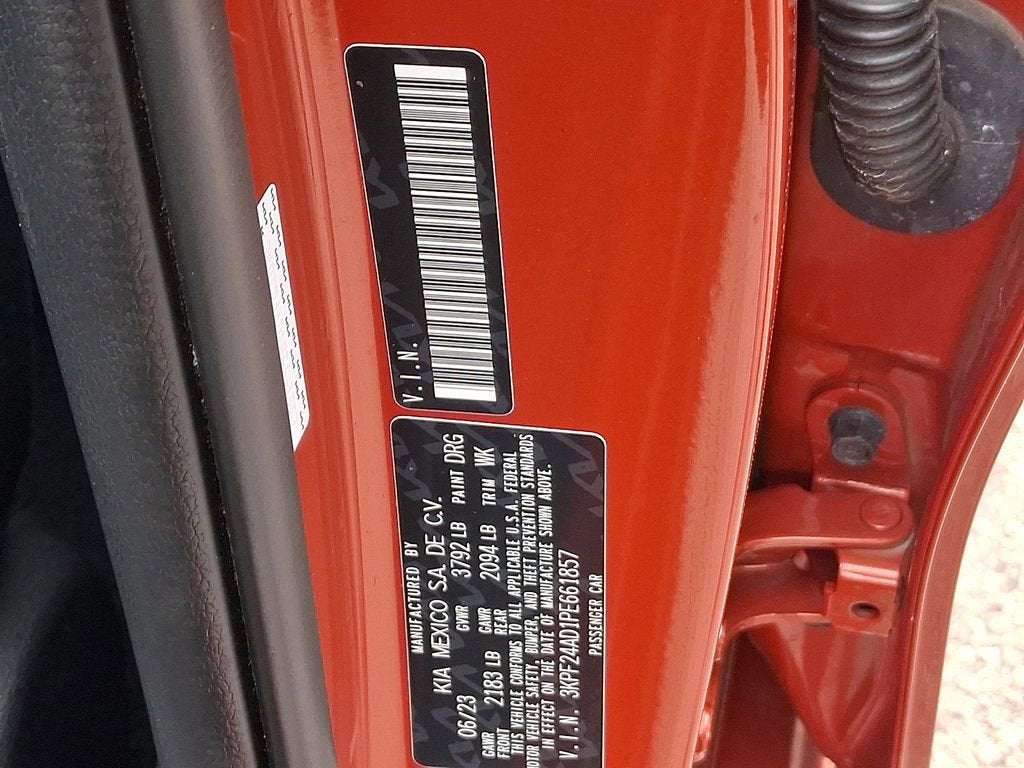 V.I.N.
MANUFACTURED BY
KIA MEXICO S.A. DE C.V.
06/23 GVWR 3792 LB PAINT DRG
GAWR FRONT 2183 LB GAWR REAR 2094 LB TRIM WK
THIS VEHICLE CONFORMS TO ALL APPLICABLE U.S.A. FEDERAL
MOTOR VEHICLE SAFETY, BUMPER, AND THEFT PREVENTION STANDARDS
IN EFFECT ON THE DATE OF MANUFACTURE SHOWN ABOVE.
V.I.N. 3KPF24AD1PE661857
PASSENGER CAR